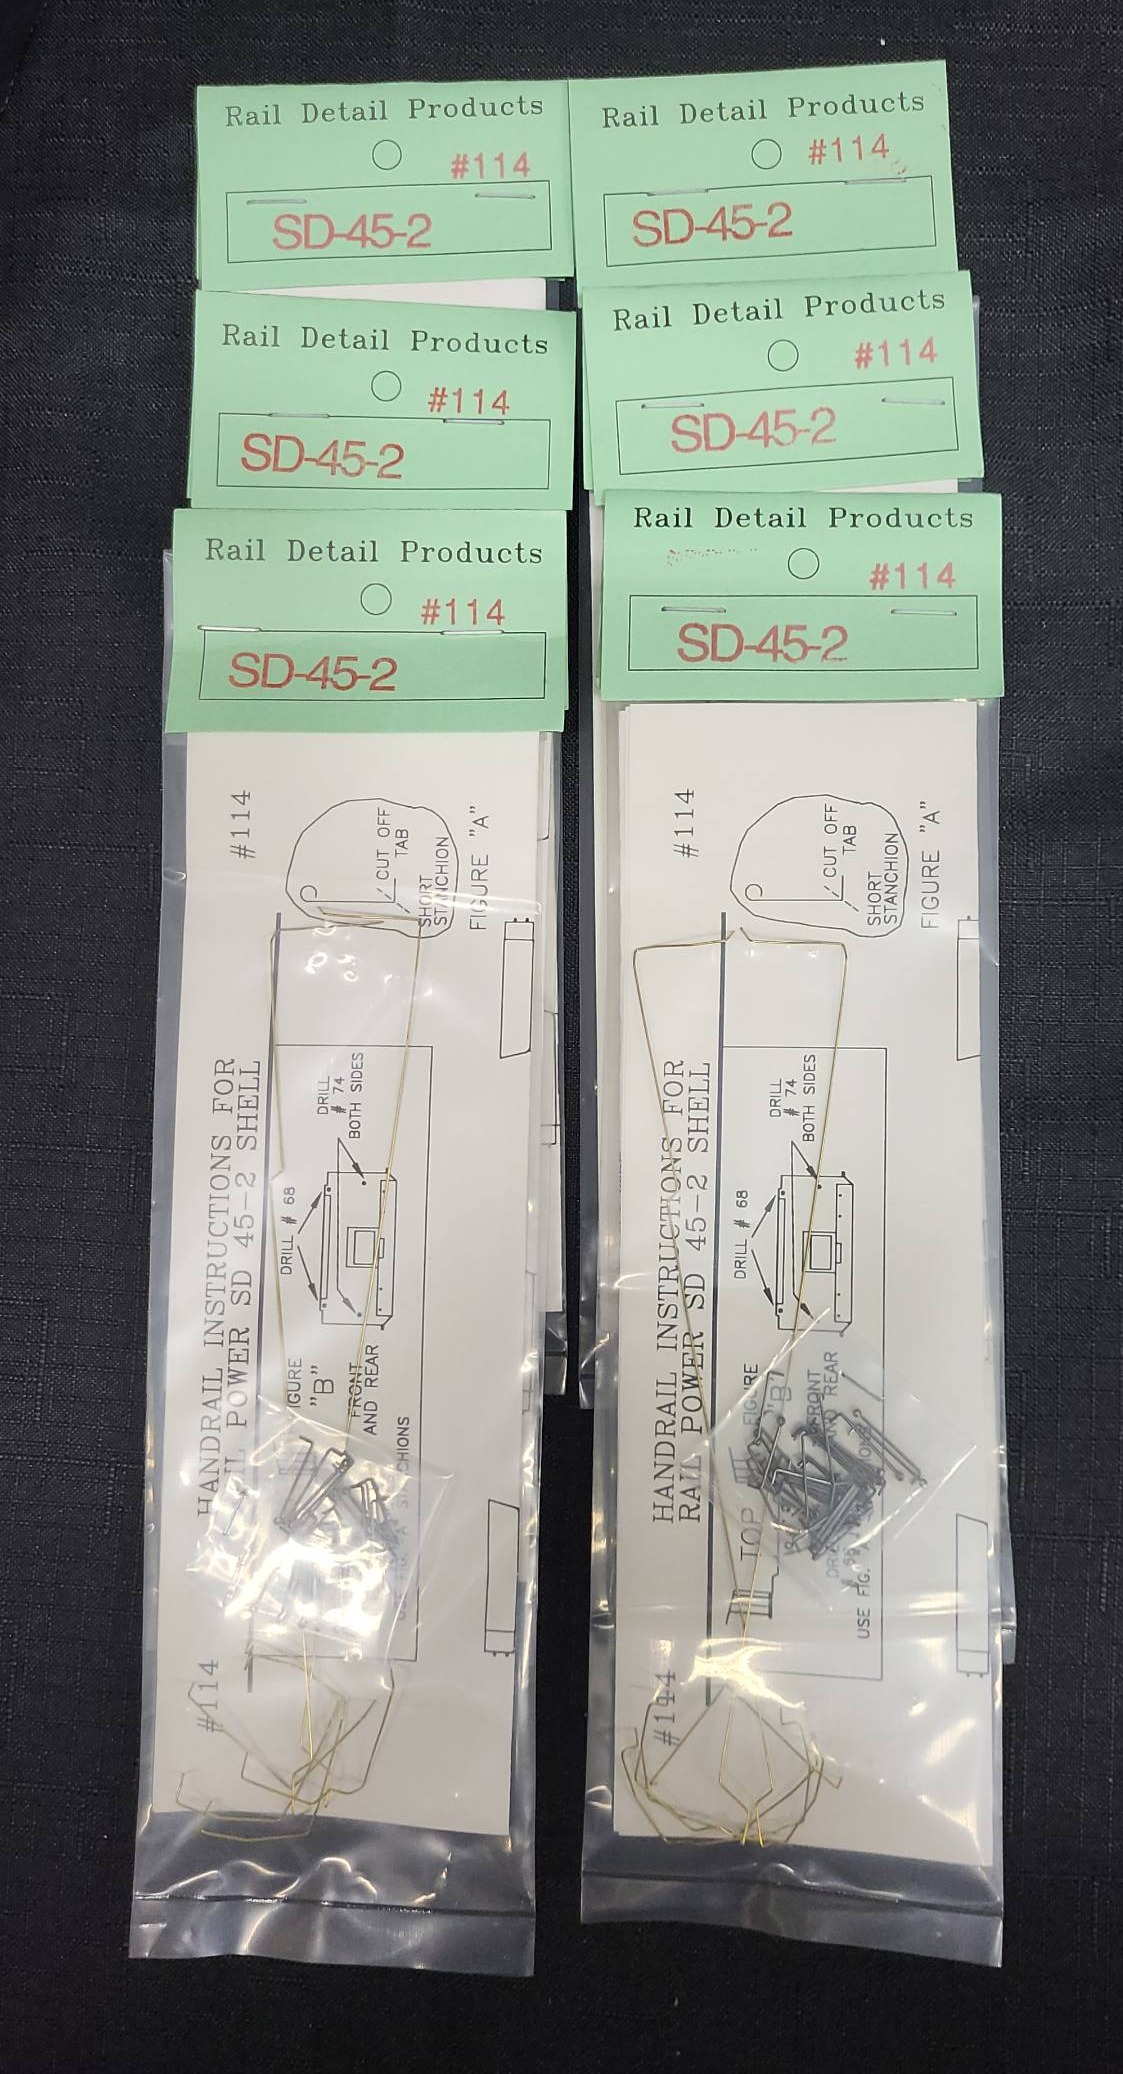 Rail Detail Products
#114
SD-45-2
Rail Detail Products
#114
SD-45-2
Rail Detail Products
#114
SD-45-2
Rail Detail Products
#114
SD-45-2
Rail Detail Products
#114
SD-45-2
Rail Detail Products
#114
SD-45-2
#114
HANDRAIL INSTRUCTIONS FOR
POWER SD 45-2 SHELL
#114
CUT OFF
TAB
SHORT
STANCHION
FIGURE "A"
DRILL # 68
DRILL
# 74
BOTH SIDES
IGURE
"B"
FRONT
AND REAR
CHIONS
#114
HANDRAIL INSTRUCTIONS FOR
RAIL POWER SD 45-2 SHELL
#114
CUT OFF
TAB
SHORT
STANCHION
FIGURE "A"
DRILL # 68
DRILL
# 74
BOTH SIDES
FIGURE
"B"
FRONT
AND REAR
TOP
USE FIG.